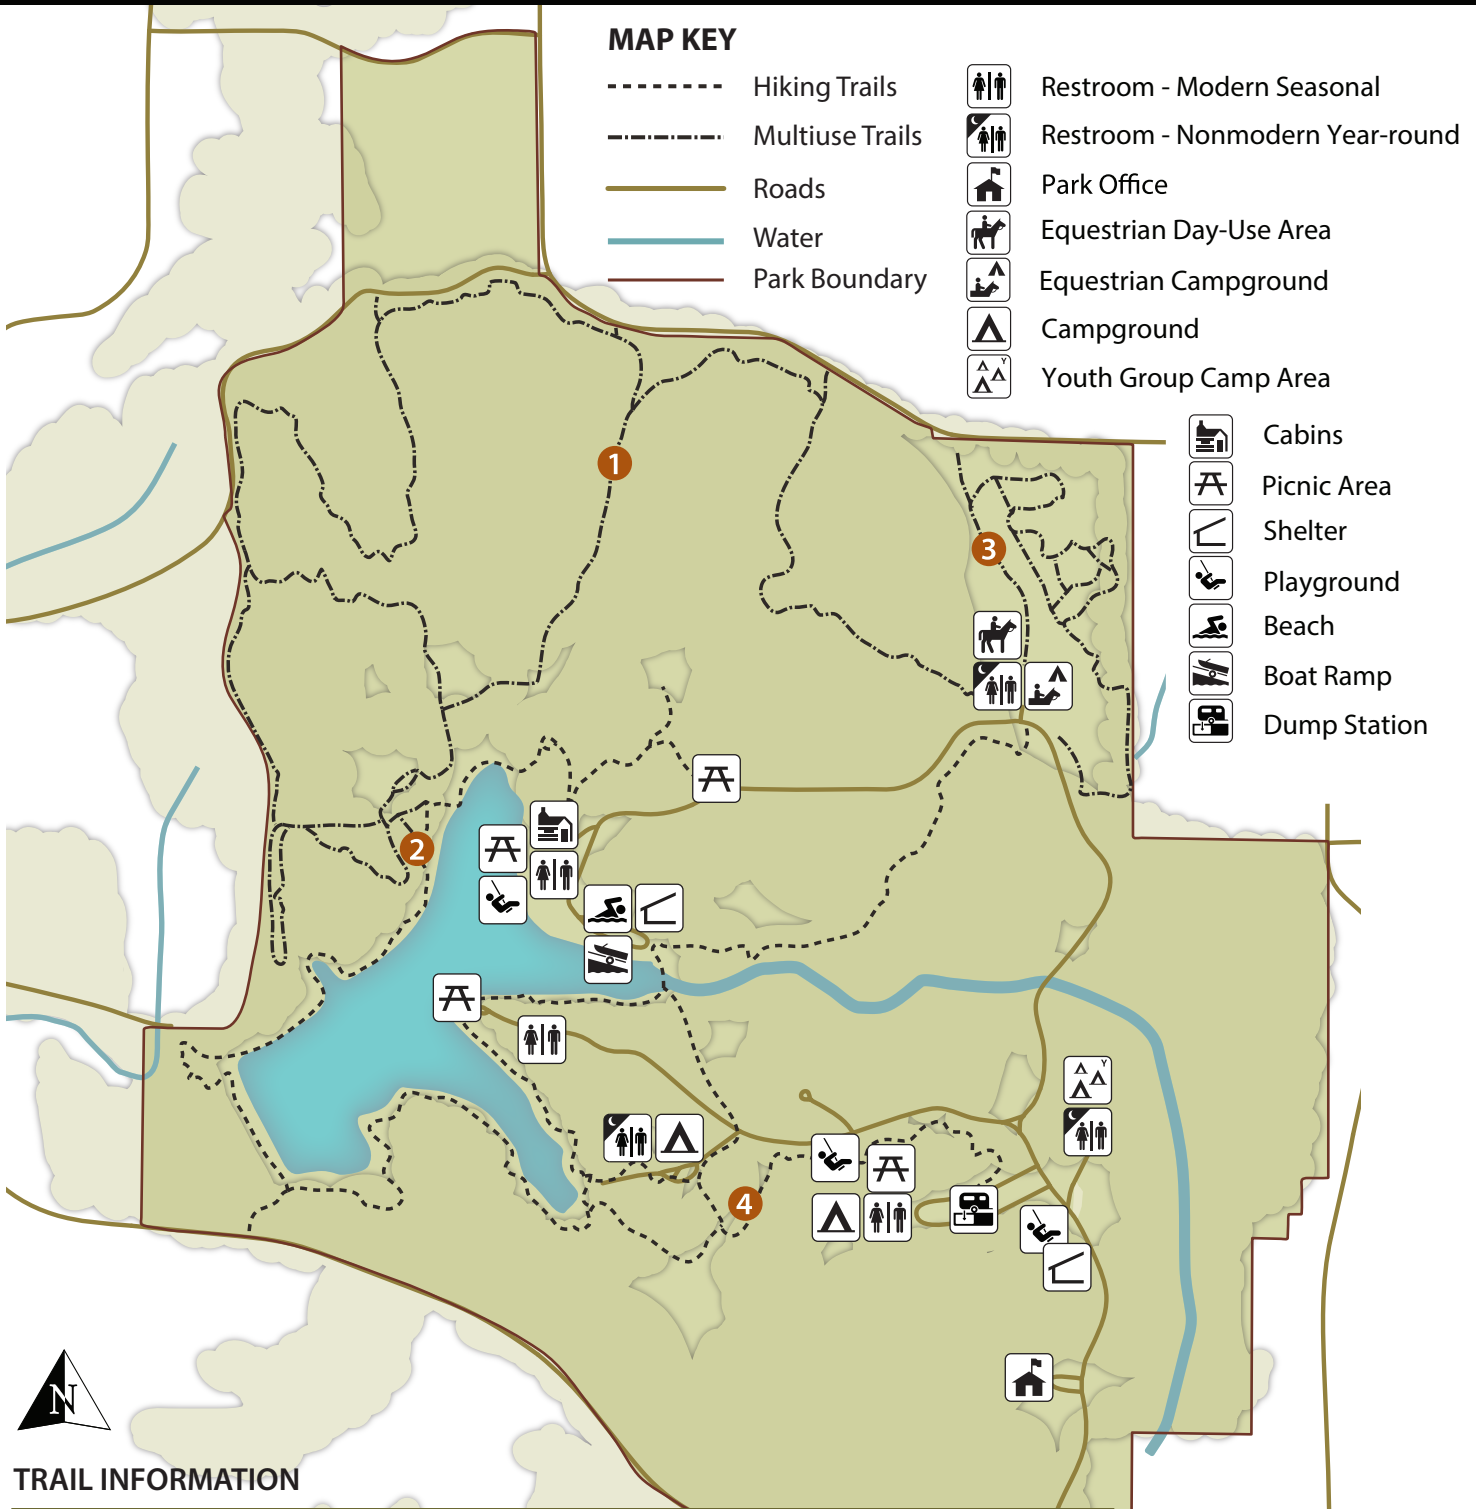 MAP KEY
Hiking Trails
Multiuse Trails
Roads
Water
Park Boundary
Restroom - Modern Seasonal
Restroom - Nonmodern Year-round
Park Office
Equestrian Day-Use Area
Equestrian Campground
Campground
Y
Youth Group Camp Area
Cabins
Picnic Area
Shelter
Playground
Beach
Boat Ramp
Dump Station
1
3
2
Y
4
N
TRAIL INFORMATION